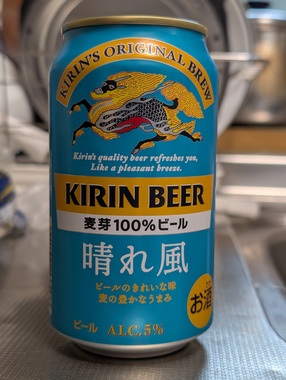 KIRIN'S ORIGINAL BREW
Kirin's quality beer refreshes you,
Like a pleasant breeze.
KIRIN BEER
麦芽100%ビール
晴れ風
ビールのきれいな味
麦の豊かなうまみ
お酒
ビール ALC.5%